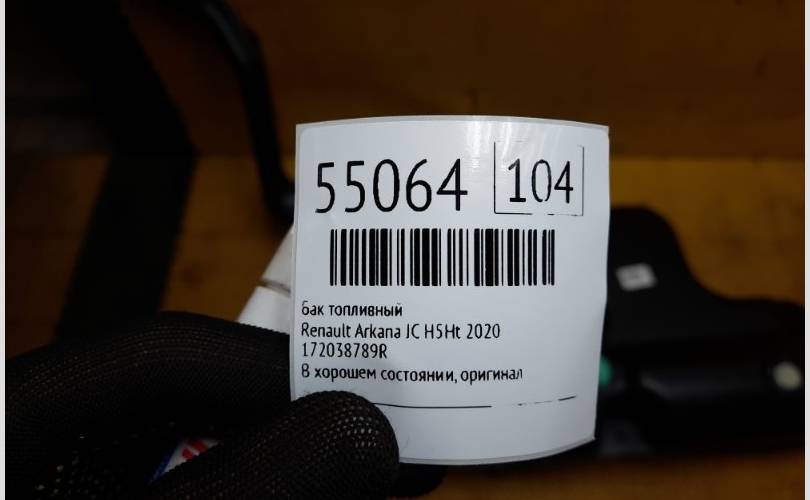 55064 104
бак топливный
Renault Arkana JC H5Ht 2020
172038789R
В хорошем состоянии, оригинал